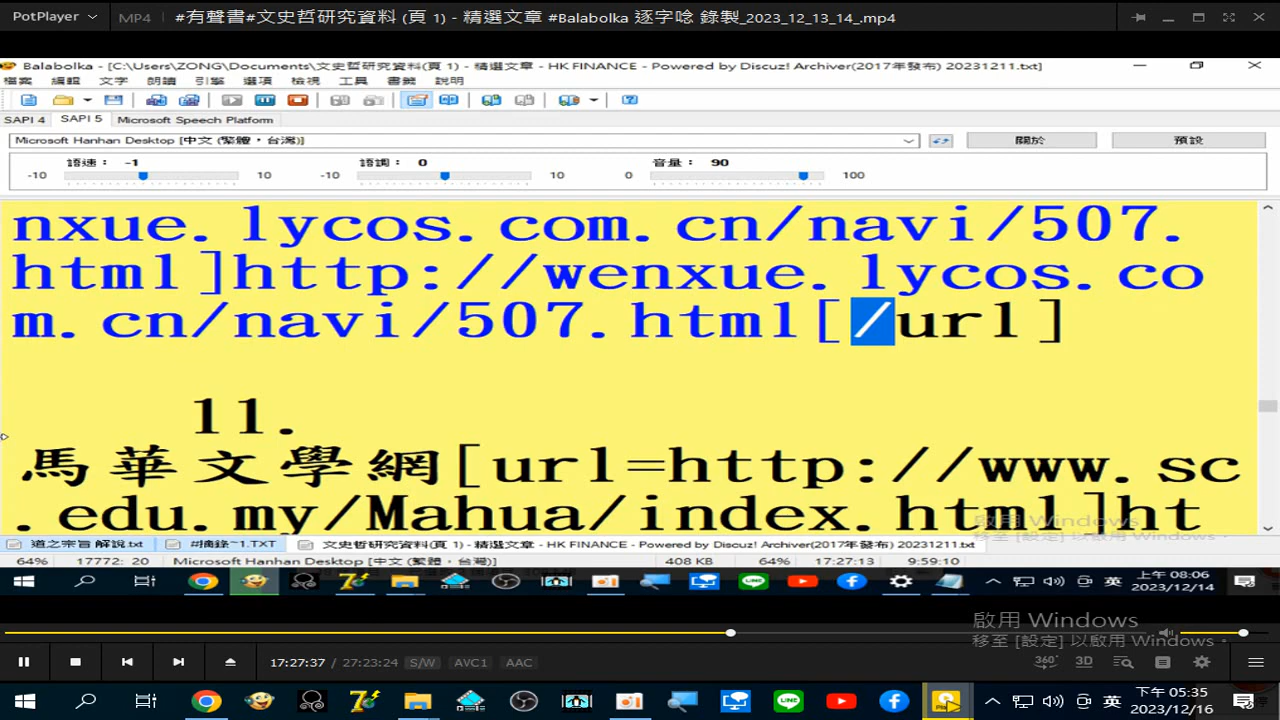 PotPlayer
MP4
#有聲書#文史哲研究資料 (頁 1) - 精選文章 #Balabolka 逐字唸 錄製_2023_12_13_14_.mp4
Balabolka - [C:\Users\ZONG\Documents\文史哲研究資料(頁 1) - 精選文章 - HK FINANCE - Powered by Discuz! Archiver(2017年發布) 20231211.txt]
檔案 編輯 文字 朗讀 引擎 選項 檢視 工具 書籤 說明
SAPI 4 SAPI 5 Microsoft Speech Platform
Microsoft Hanhan Desktop [中文 (繁體，台灣)]
關於 預設
語速： -1 語調： 0 音量： 90
-10 10 -10 10 0 100
nxue.lycos.com.cn/navi/507.
html]http://wenxue.lycos.co
m.cn/navi/507.html[/url]
11.
馬華文學網[url=http://www.sc
.edu.my/Mahua/index.html]ht
啟用 Windows
移至 [設定] 以啟用 Windows。
道之宗旨 解說.txt #摘錄~1.TXT 文史哲研究資料(頁 1) - 精選文章 - HK FINANCE - Powered by Discuz! Archiver(2017年發布) 20231211.txt
64% 17772: 20 Microsoft Hanhan Desktop [中文 (繁體，台灣)] 408 KB 64% 17:27:13 9:59:10
英 上午 08:06
2023/12/14
啟用 Windows
移至 [設定] 以啟用 Windows。
17:27:37 / 27:23:24 S/W AVC1 AAC
360° 3D
英 下午 05:35
2023/12/16